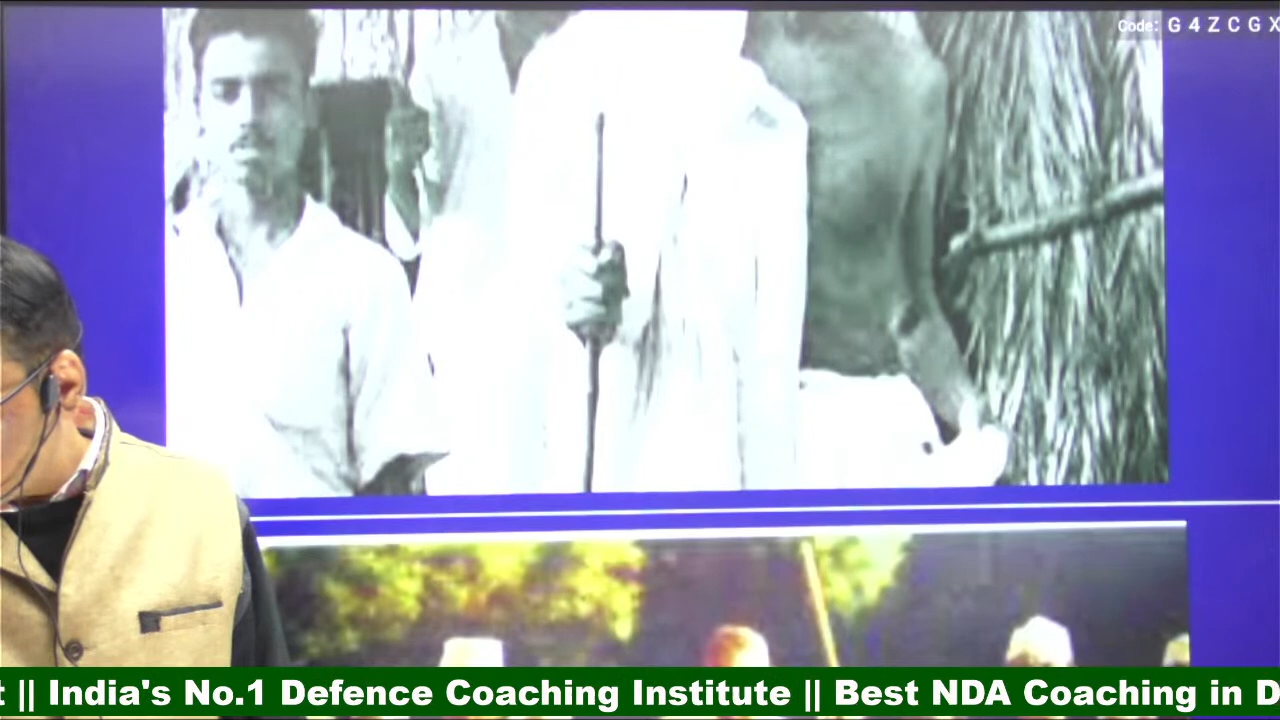 Code: G 4 Z C G X
t || India's No.1 Defence Coaching Institute || Best NDA Coaching in D